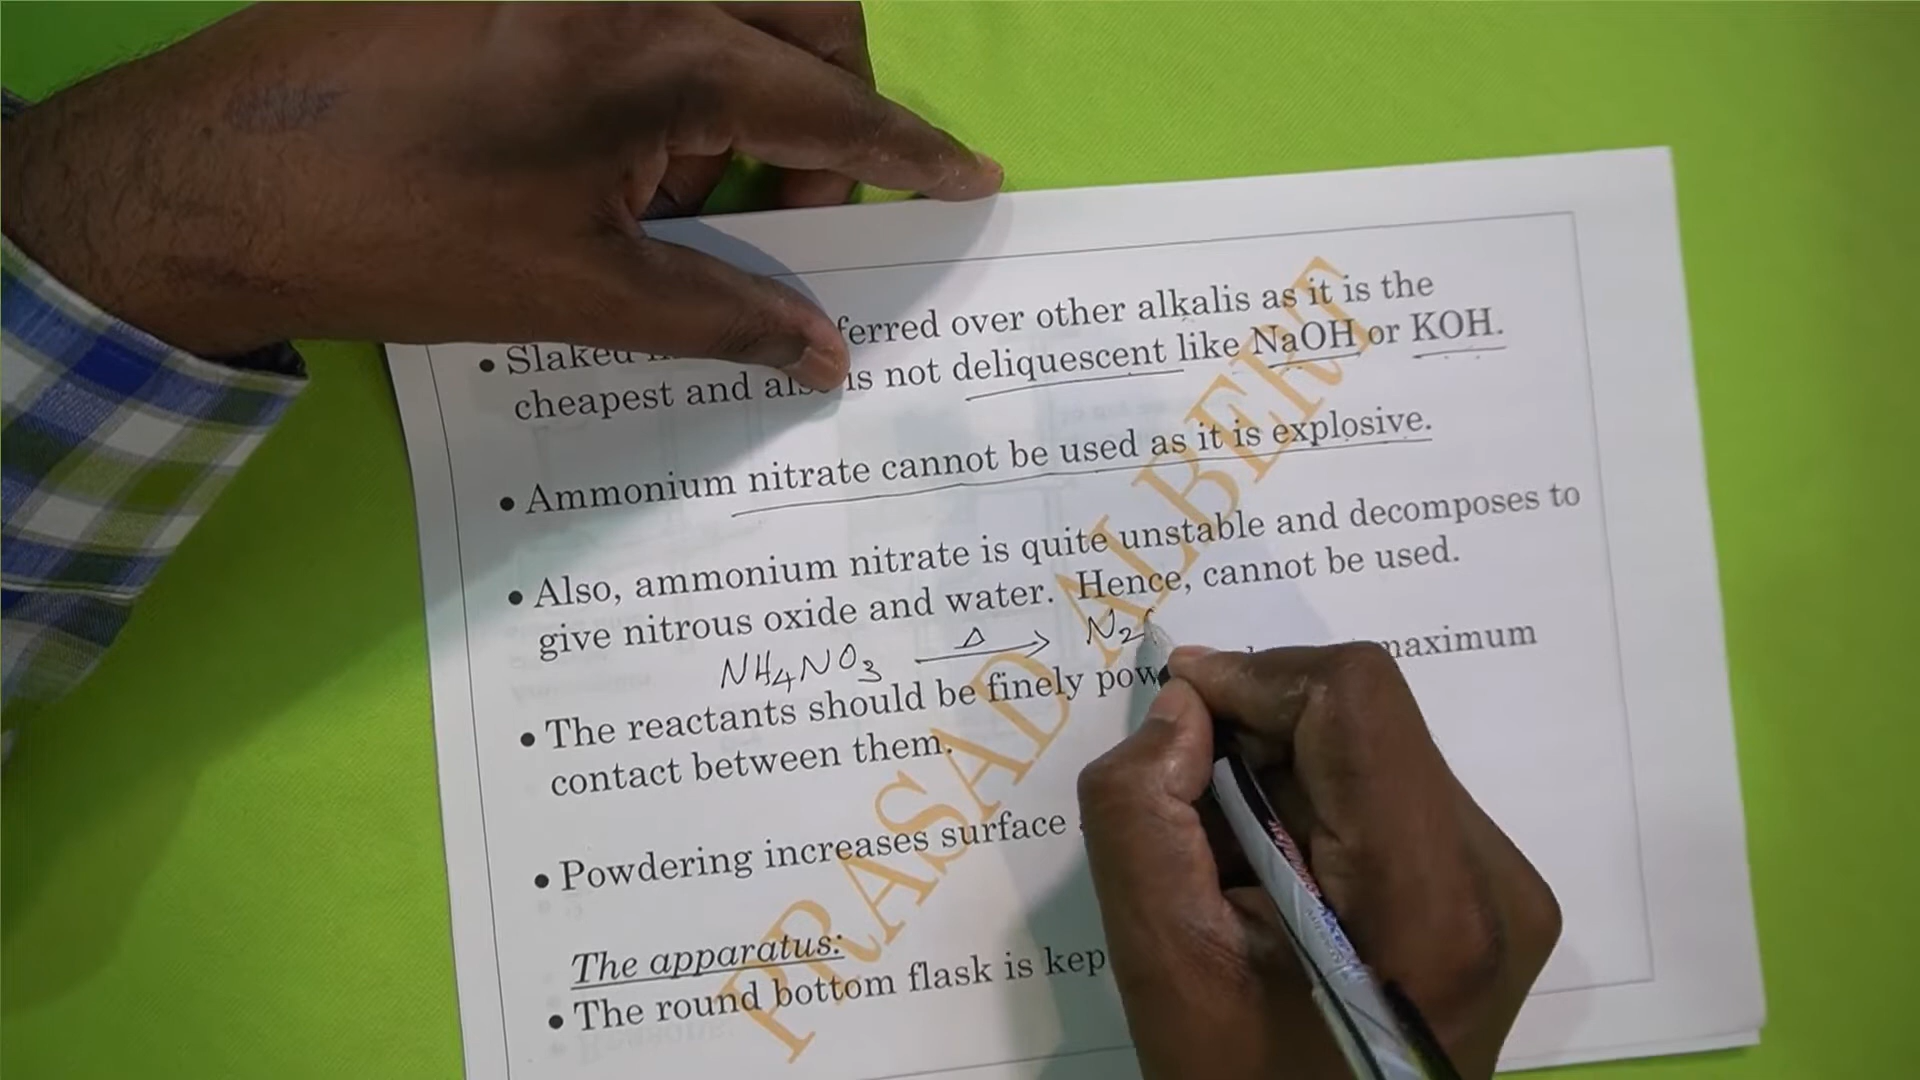 • Slaked ferred over other alkalis as it is the
cheapest and also is not deliquescent like NaOH or KOH.
• Ammonium nitrate cannot be used as it is explosive.
• Also, ammonium nitrate is quite unstable and decomposes to
give nitrous oxide and water. Hence, cannot be used.
NH4NO3 Δ→ N2
• The reactants should be finely pow maximum
contact between them.
• Powdering increases surface
The apparatus:
• The round bottom flask is kep
PRASAD ALBERT